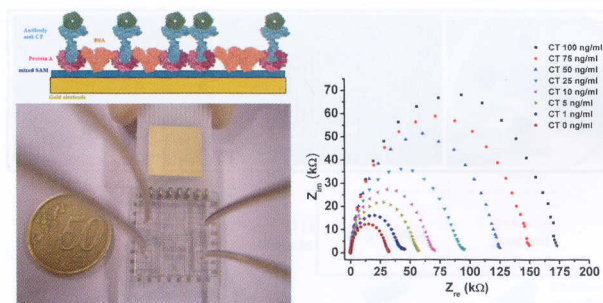 Antibody
anti CT
BSA
Protein A
mixed SAM
Gold electrode
50
CT 100 ng/ml
CT 75 ng/ml
CT 50 ng/ml
CT 25 ng/ml
CT 10 ng/ml
CT 5 ng/ml
CT 1 ng/ml
CT 0 ng/ml
70
60
50
40
30
20
10
0
Zim (kΩ)
0 25 50 75 100 125 150 175 200
Zre (kΩ)